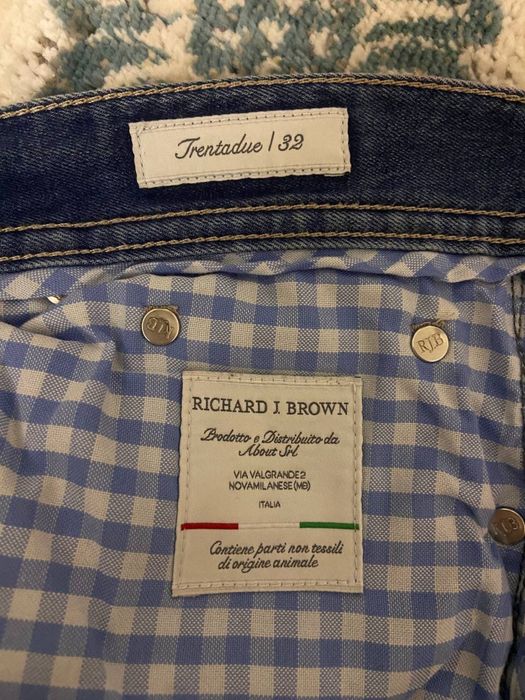 Trentadue | 32
RJB
RJB
RICHARD J. BROWN
Prodotto e Distribuito da
About Srl
VIA VALGRANDE 2
NOVA MILANESE (MB)
ITALIA
RJB
Contiene parti non tessili
di origine animale